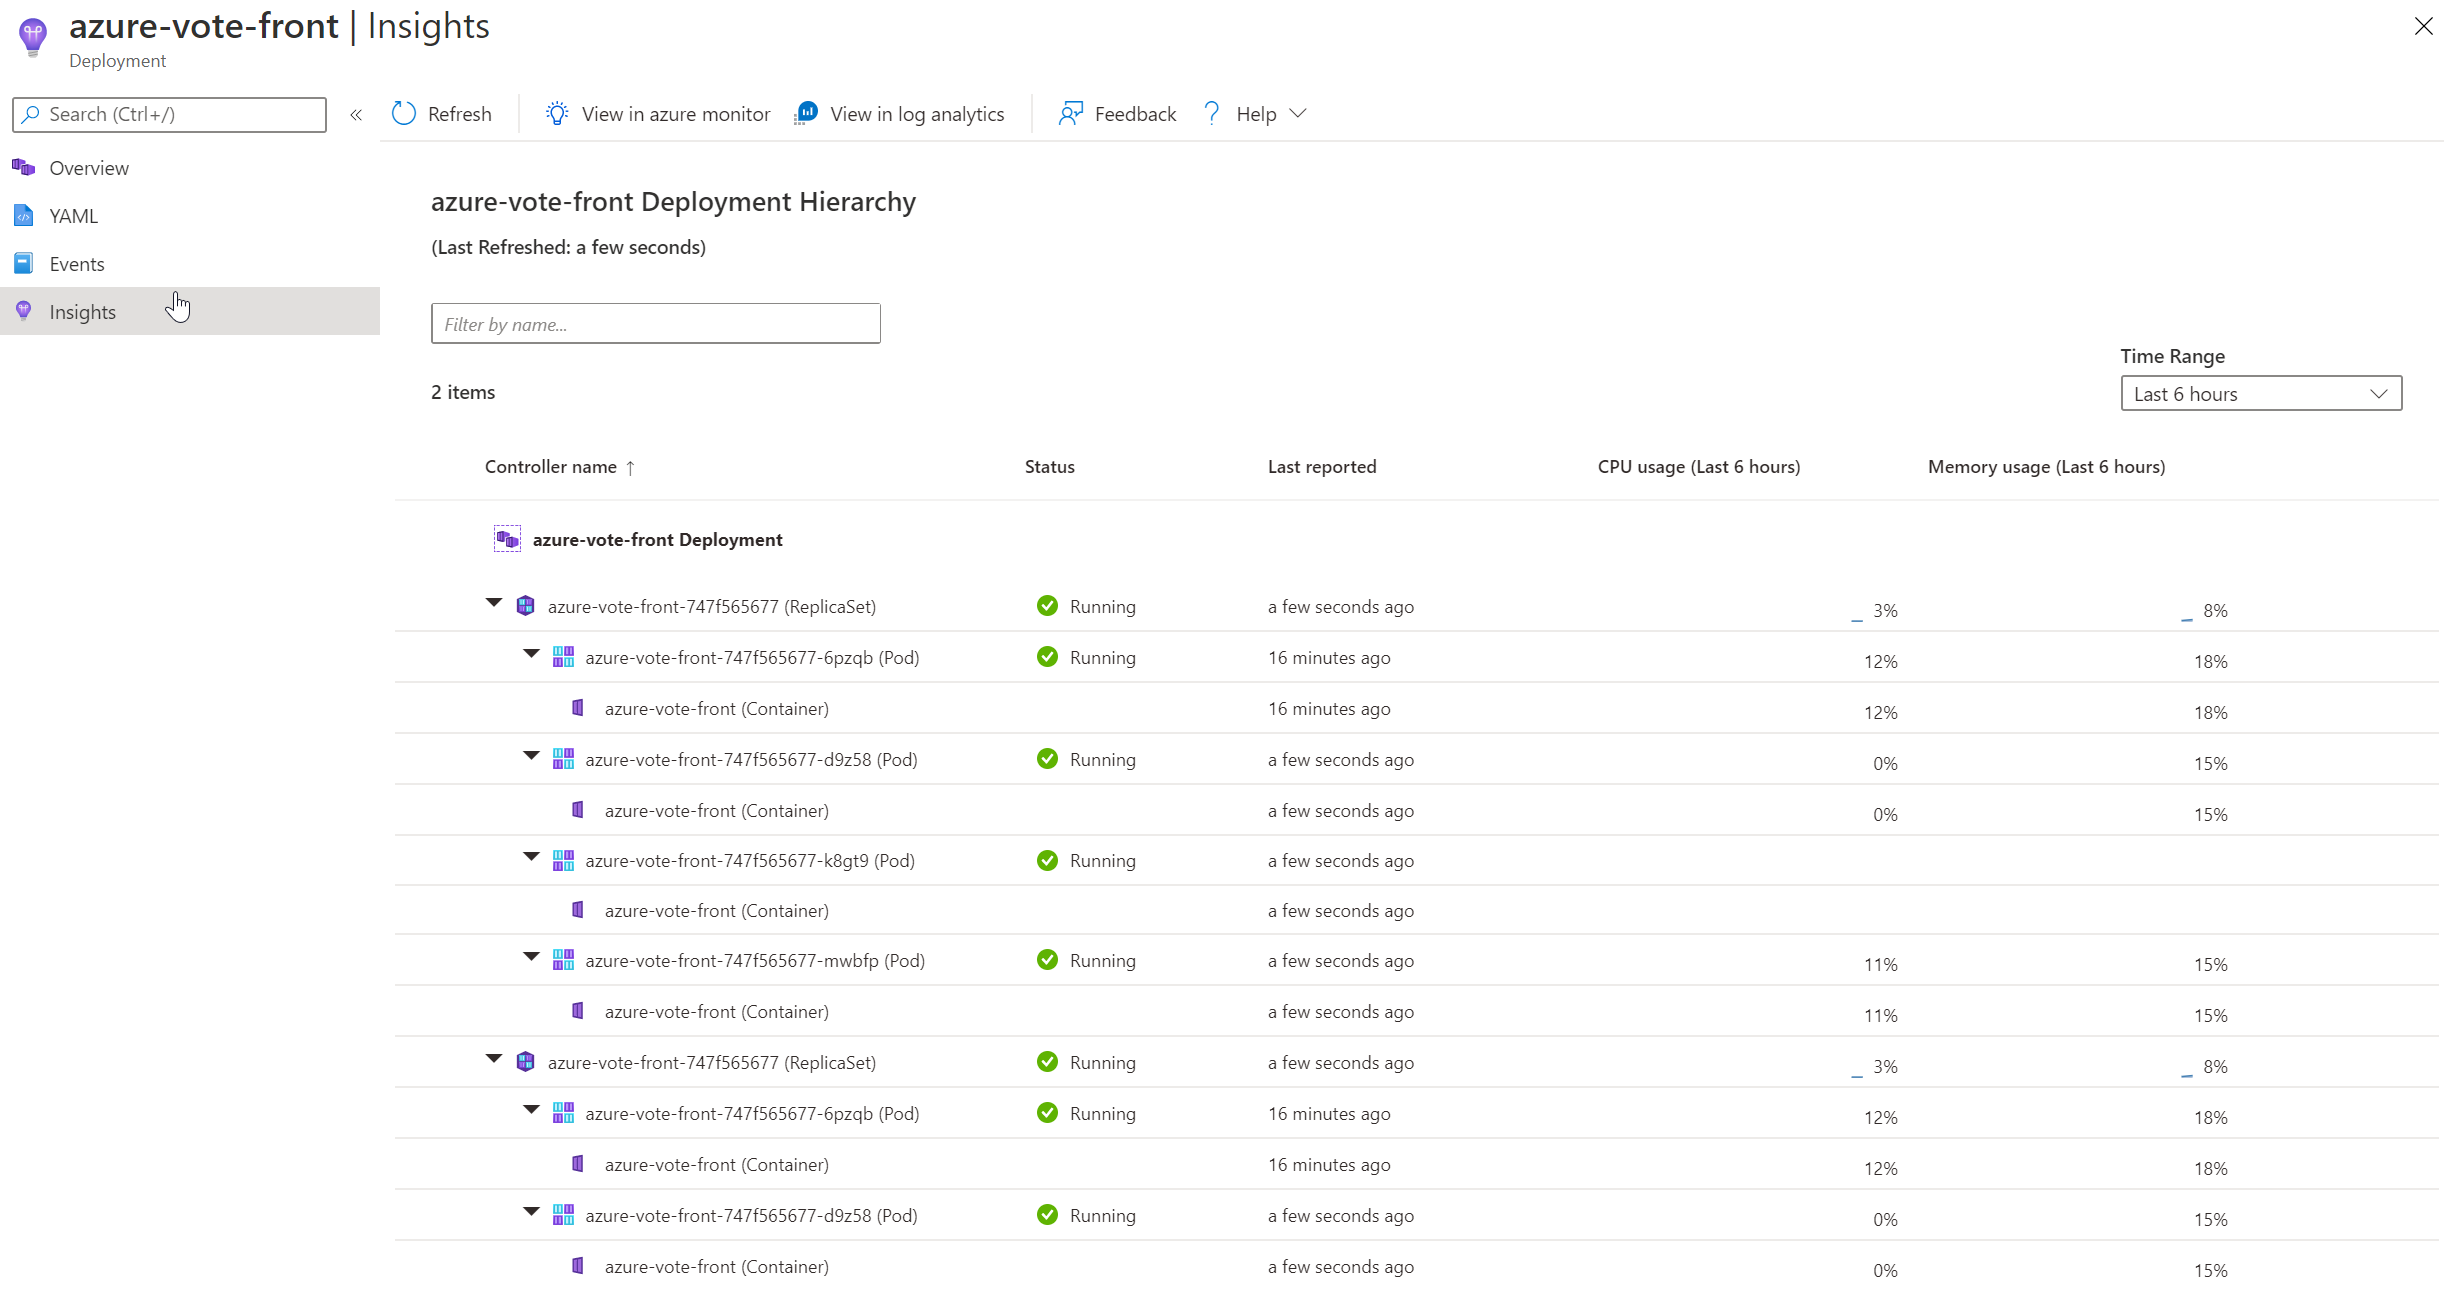 azure-vote-front | Insights
Deployment
Search (Ctrl+/)
«
Refresh
View in azure monitor
View in log analytics
Feedback
? Help
Overview
YAML
Events
Insights
azure-vote-front Deployment Hierarchy
(Last Refreshed: a few seconds)
Filter by name...
2 items
Time Range
Last 6 hours
Controller name ↑ Status Last reported CPU usage (Last 6 hours) Memory usage (Last 6 hours)
azure-vote-front Deployment
azure-vote-front-747f565677 (ReplicaSet) Running a few seconds ago 3% 8%
azure-vote-front-747f565677-6pzqb (Pod) Running 16 minutes ago 12% 18%
azure-vote-front (Container) 16 minutes ago 12% 18%
azure-vote-front-747f565677-d9z58 (Pod) Running a few seconds ago 0% 15%
azure-vote-front (Container) a few seconds ago 0% 15%
azure-vote-front-747f565677-k8gt9 (Pod) Running a few seconds ago
azure-vote-front (Container) a few seconds ago
azure-vote-front-747f565677-mwbfp (Pod) Running a few seconds ago 11% 15%
azure-vote-front (Container) a few seconds ago 11% 15%
azure-vote-front-747f565677 (ReplicaSet) Running a few seconds ago 3% 8%
azure-vote-front-747f565677-6pzqb (Pod) Running 16 minutes ago 12% 18%
azure-vote-front (Container) 16 minutes ago 12% 18%
azure-vote-front-747f565677-d9z58 (Pod) Running a few seconds ago 0% 15%
azure-vote-front (Container) a few seconds ago 0% 15%